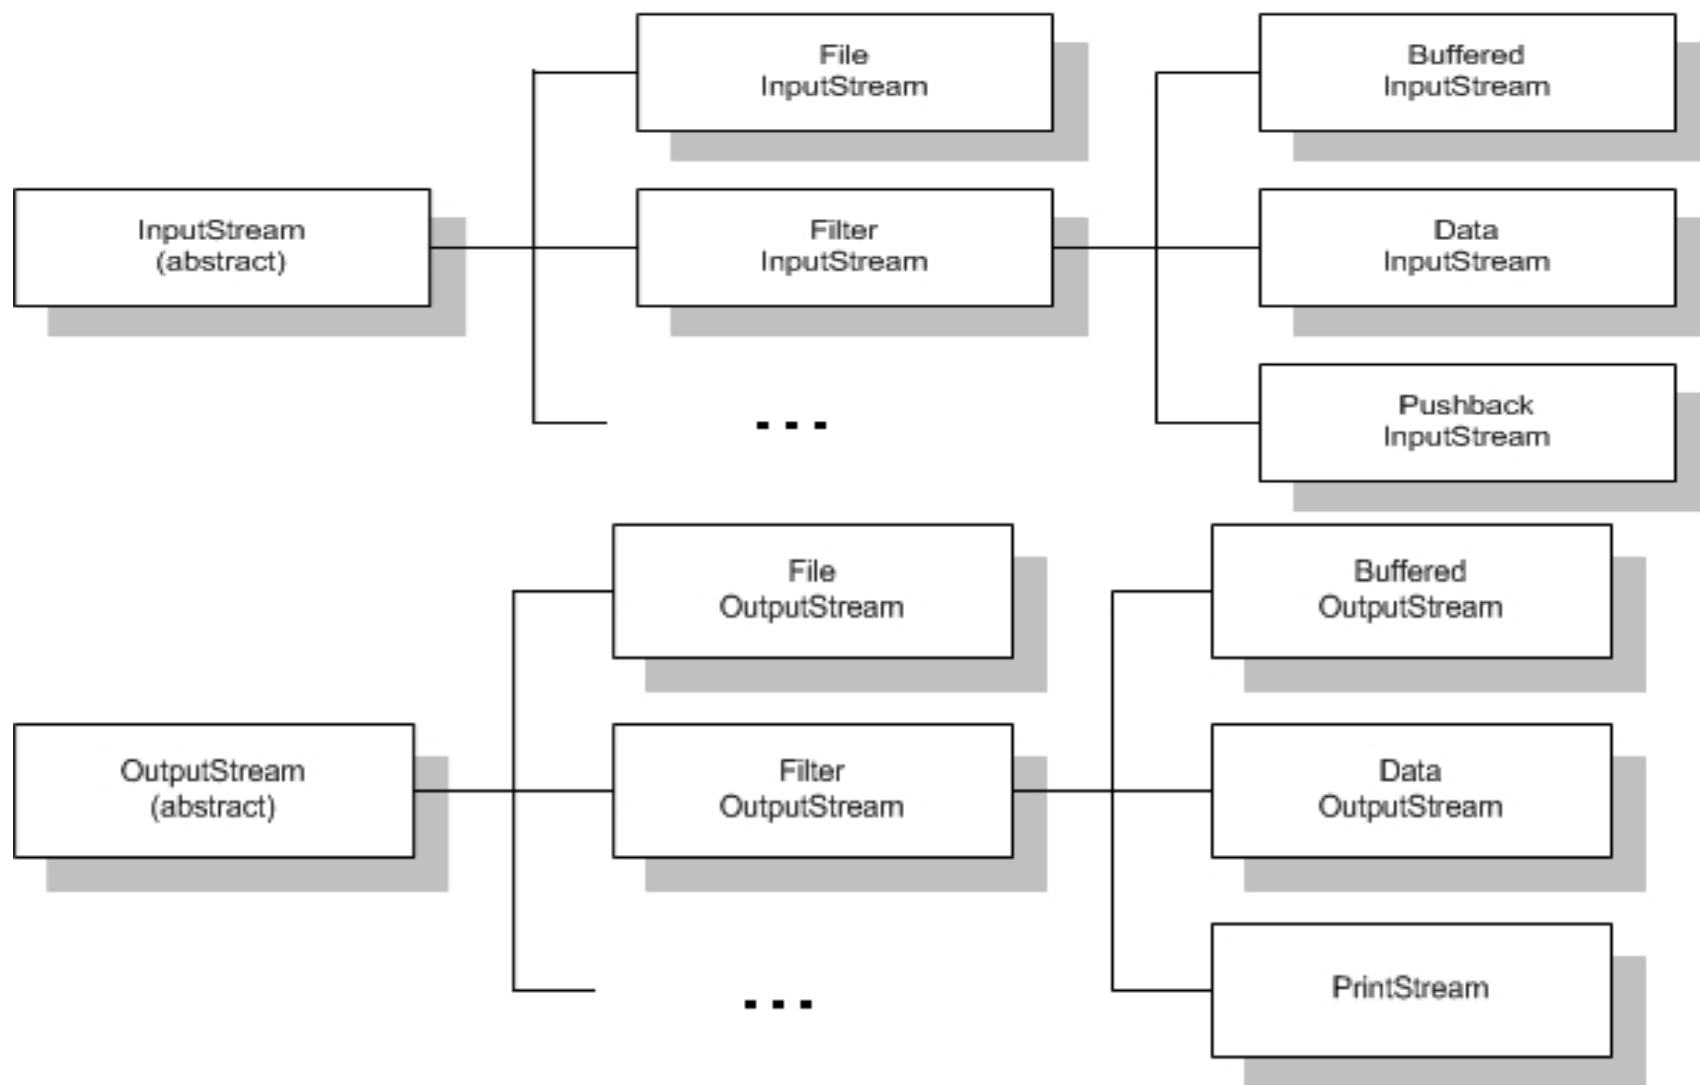 File
InputStream
Buffered
InputStream
InputStream
(abstract)
Filter
InputStream
Data
InputStream
...
Pushback
InputStream
File
OutputStream
Buffered
OutputStream
OutputStream
(abstract)
Filter
OutputStream
Data
OutputStream
...
PrintStream